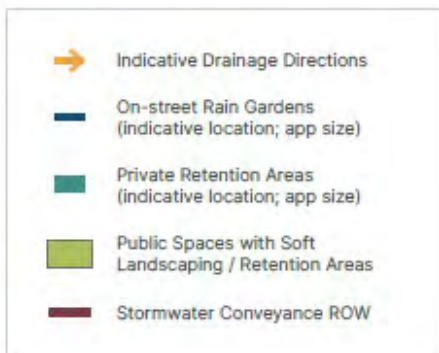 Indicative Drainage Directions
On-street Rain Gardens
(indicative location; app size)
Private Retention Areas
(indicative location; app size)
Public Spaces with Soft
Landscaping / Retention Areas
Stormwater Conveyance ROW